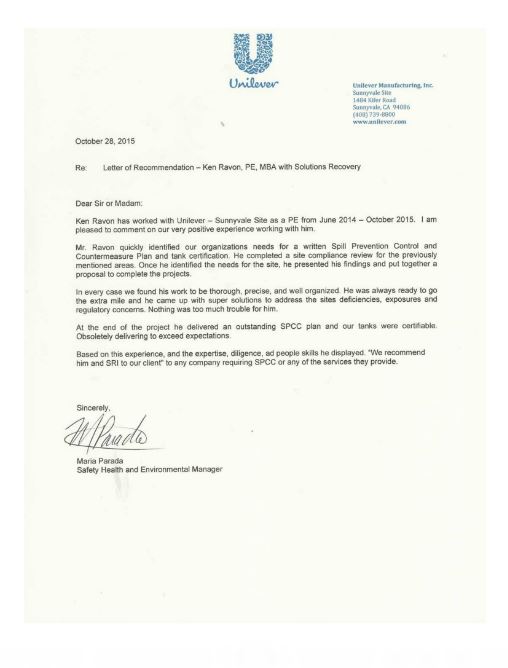 Unilever
Unilever Manufacturing, Inc.
Sunnyvale Site
1484 Kifer Road
Sunnyvale, CA 94086
(408) 739-8800
www.unilever.com
October 28, 2015
Re: Letter of Recommendation – Ken Ravon, PE, MBA with Solutions Recovery
Dear Sir or Madam:
Ken Ravon has worked with Unilever – Sunnyvale Site as a PE from June 2014 – October 2015. I am
pleased to comment on our very positive experience working with him.
Mr. Ravon quickly identified our organizations needs for a written Spill Prevention Control and
Countermeasure Plan and tank certification. He completed a site compliance review for the previously
mentioned areas. Once he identified the needs for the site, he presented his findings and put together a
proposal to complete the projects.
In every case we found his work to be thorough, precise, and well organized. He was always ready to go
the extra mile and he came up with super solutions to address the sites deficiencies, exposures and
regulatory concerns. Nothing was too much trouble for him.
At the end of the project he delivered an outstanding SPCC plan and our tanks were certifiable.
Obsoletely delivering to exceed expectations.
Based on this experience, and the expertise, diligence, ad people skills he displayed. "We recommend
him and SRI to our client" to any company requiring SPCC or any of the services they provide.
Sincerely,
M Parada
Maria Parada
Safety Health and Environmental Manager